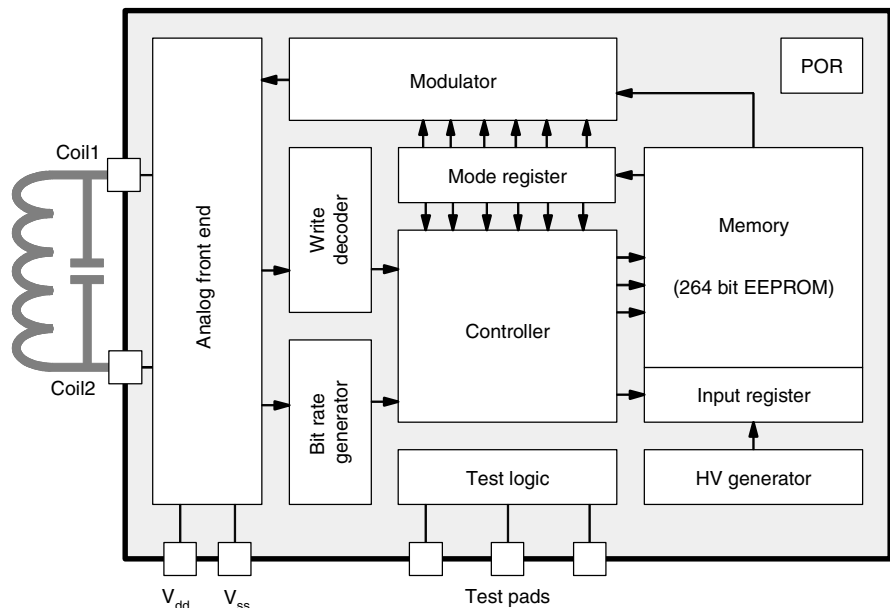 Modulator
POR
Coil1
Mode register
Analog front end
Write
decoder
Memory
(264 bit EEPROM)
Controller
Coil2
Bit rate
generator
Input register
Test logic
HV generator
Vdd
Vss
Test pads